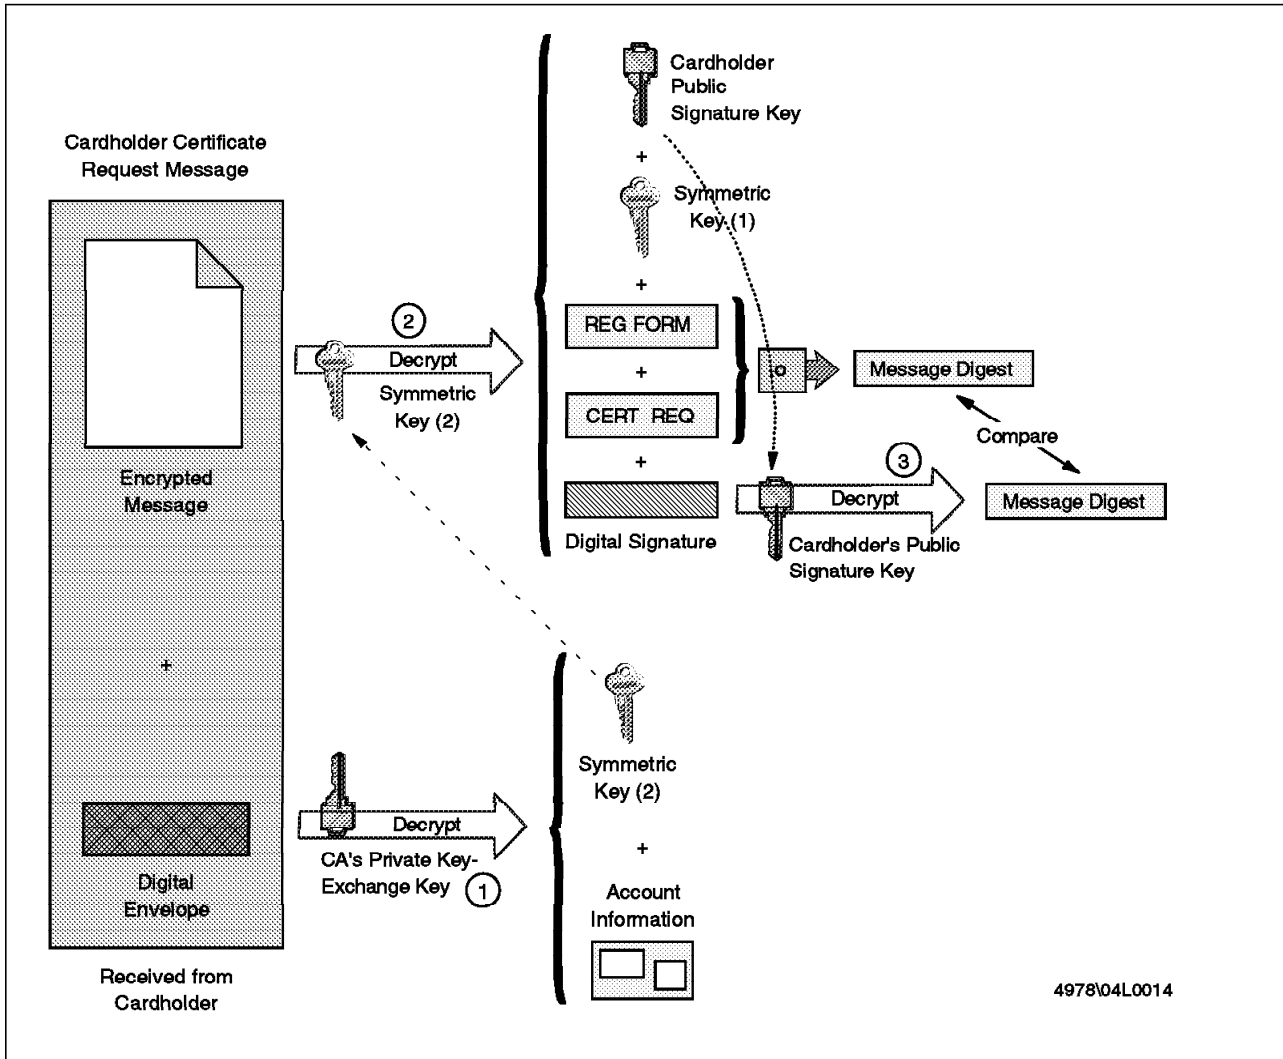 Cardholder Certificate
Request Message
Encrypted
Message
+
Digital
Envelope
Received from
Cardholder
2
Decrypt
Symmetric
Key (2)
CA's Private Key-
Exchange Key
1
Decrypt
Cardholder
Public
Signature Key
+
Symmetric
Key (1)
+
REG FORM
+
CERT REQ
+
Digital Signature
Message Digest
Compare
3
Decrypt
Message Digest
Cardholder's Public
Signature Key
Symmetric
Key (2)
+
Account
Information
4978\04L0014